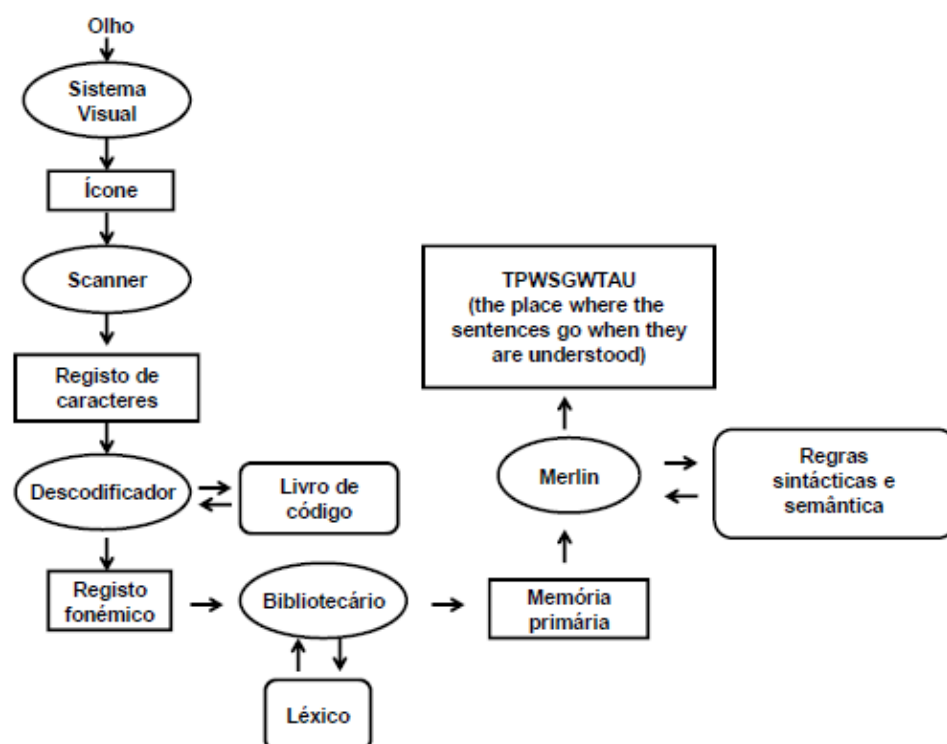 Olho
Sistema
Visual
Ícone
Scanner
Registo de
caracteres
Descodificador
Livro de
código
Registo
fonémico
Bibliotecário
Léxico
Memória
primária
Merlin
Regras
sintácticas e
semântica
TPWSGWTAU
(the place where the
sentences go when they
are understood)